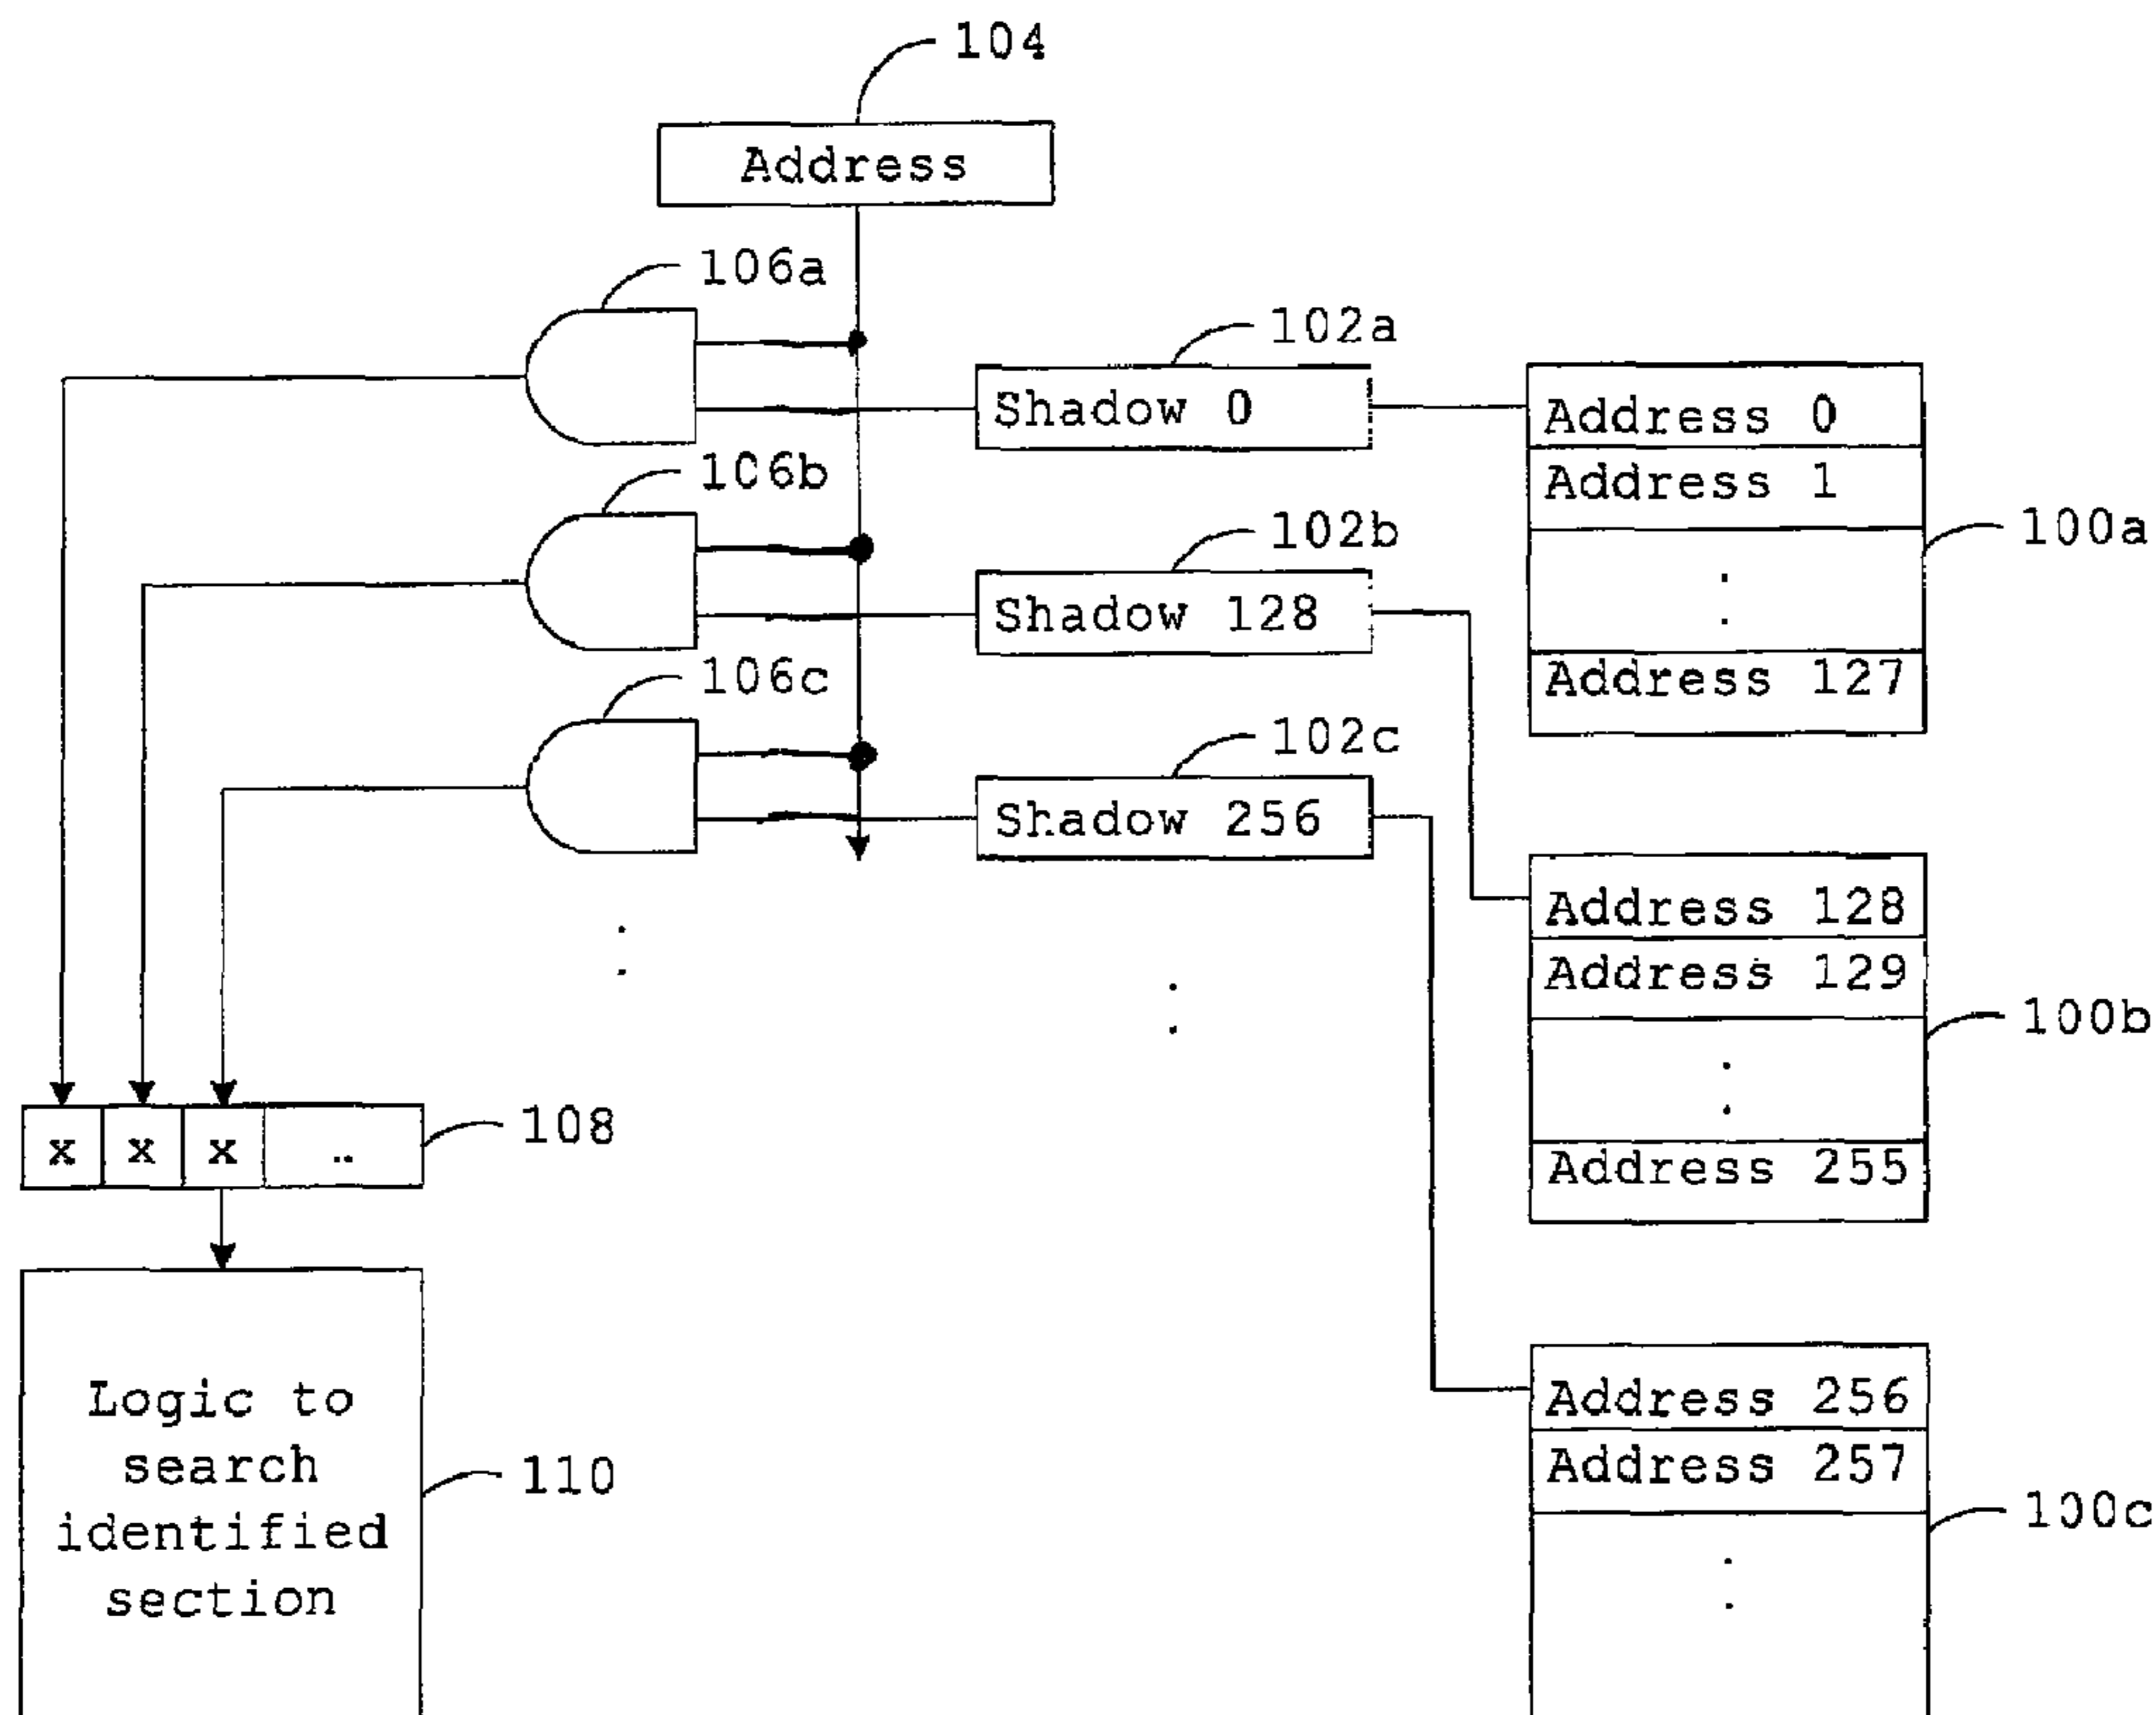 104
Address
106a
102a
Shadow 0
Address 0
106b
Address 1
102b
100a
Shadow 128
106c
Address 127
102c
Shadow 256
Address 128
Address 129
100b
108
x x x ..
Address 255
Logic to
search
identified
section
110
Address 256
Address 257
100c